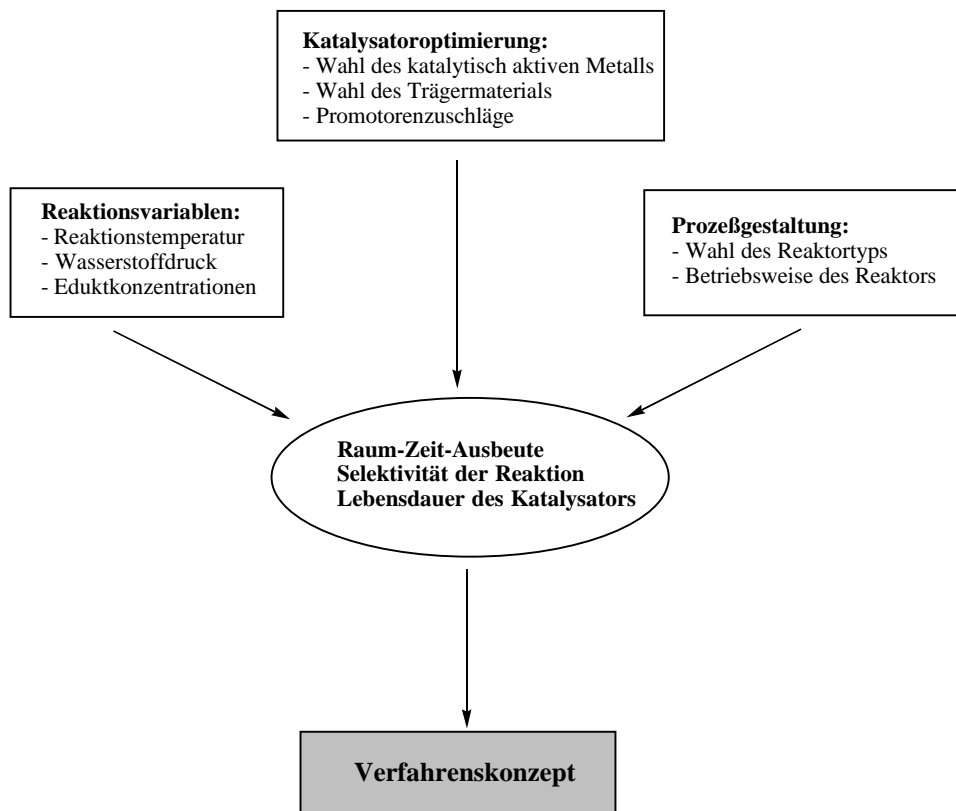 Katalysatoroptimierung:
- Wahl des katalytisch aktiven Metalls
- Wahl des Trägermaterials
- Promotorenzuschläge
Reaktionsvariablen:
- Reaktionstemperatur
- Wasserstoffdruck
- Eduktkonzentrationen
Prozeßgestaltung:
- Wahl des Reaktortyps
- Betriebsweise des Reaktors
Raum-Zeit-Ausbeute
Selektivität der Reaktion
Lebensdauer des Katalysators
Verfahrenskonzept